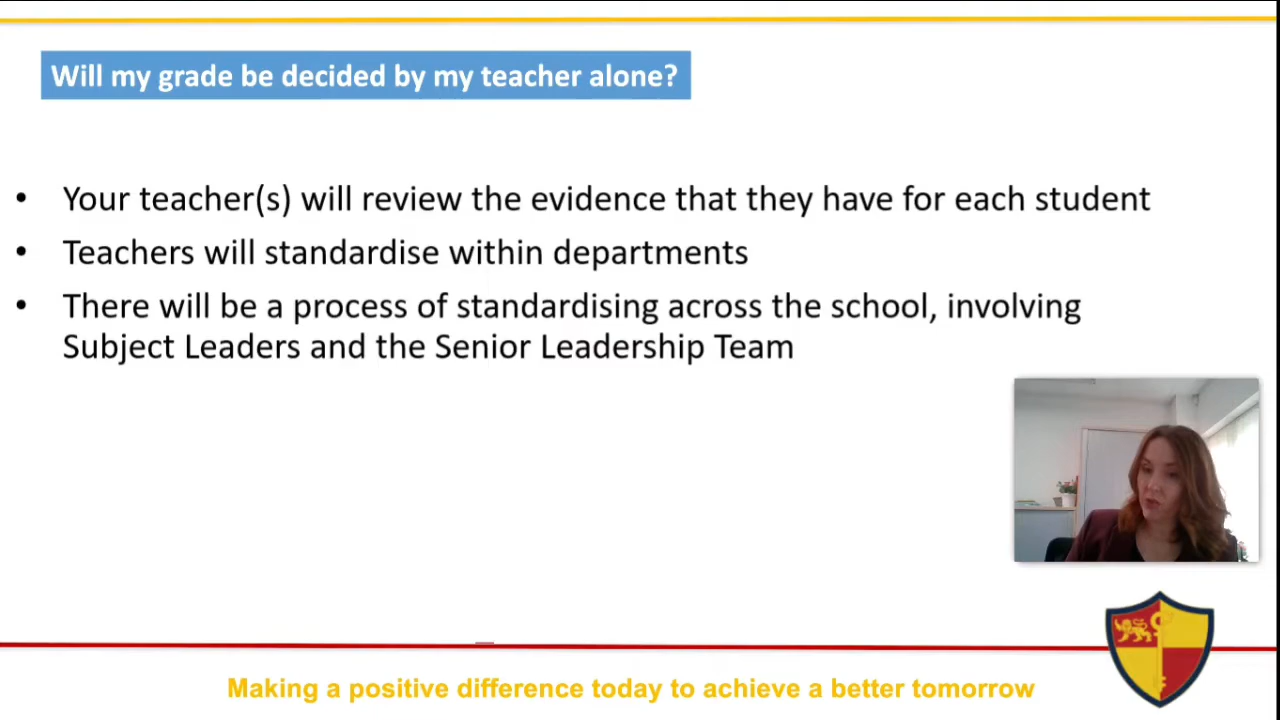 Will my grade be decided by my teacher alone?
• Your teacher(s) will review the evidence that they have for each student
• Teachers will standardise within departments
• There will be a process of standardising across the school, involving
Subject Leaders and the Senior Leadership Team
Making a positive difference today to achieve a better tomorrow